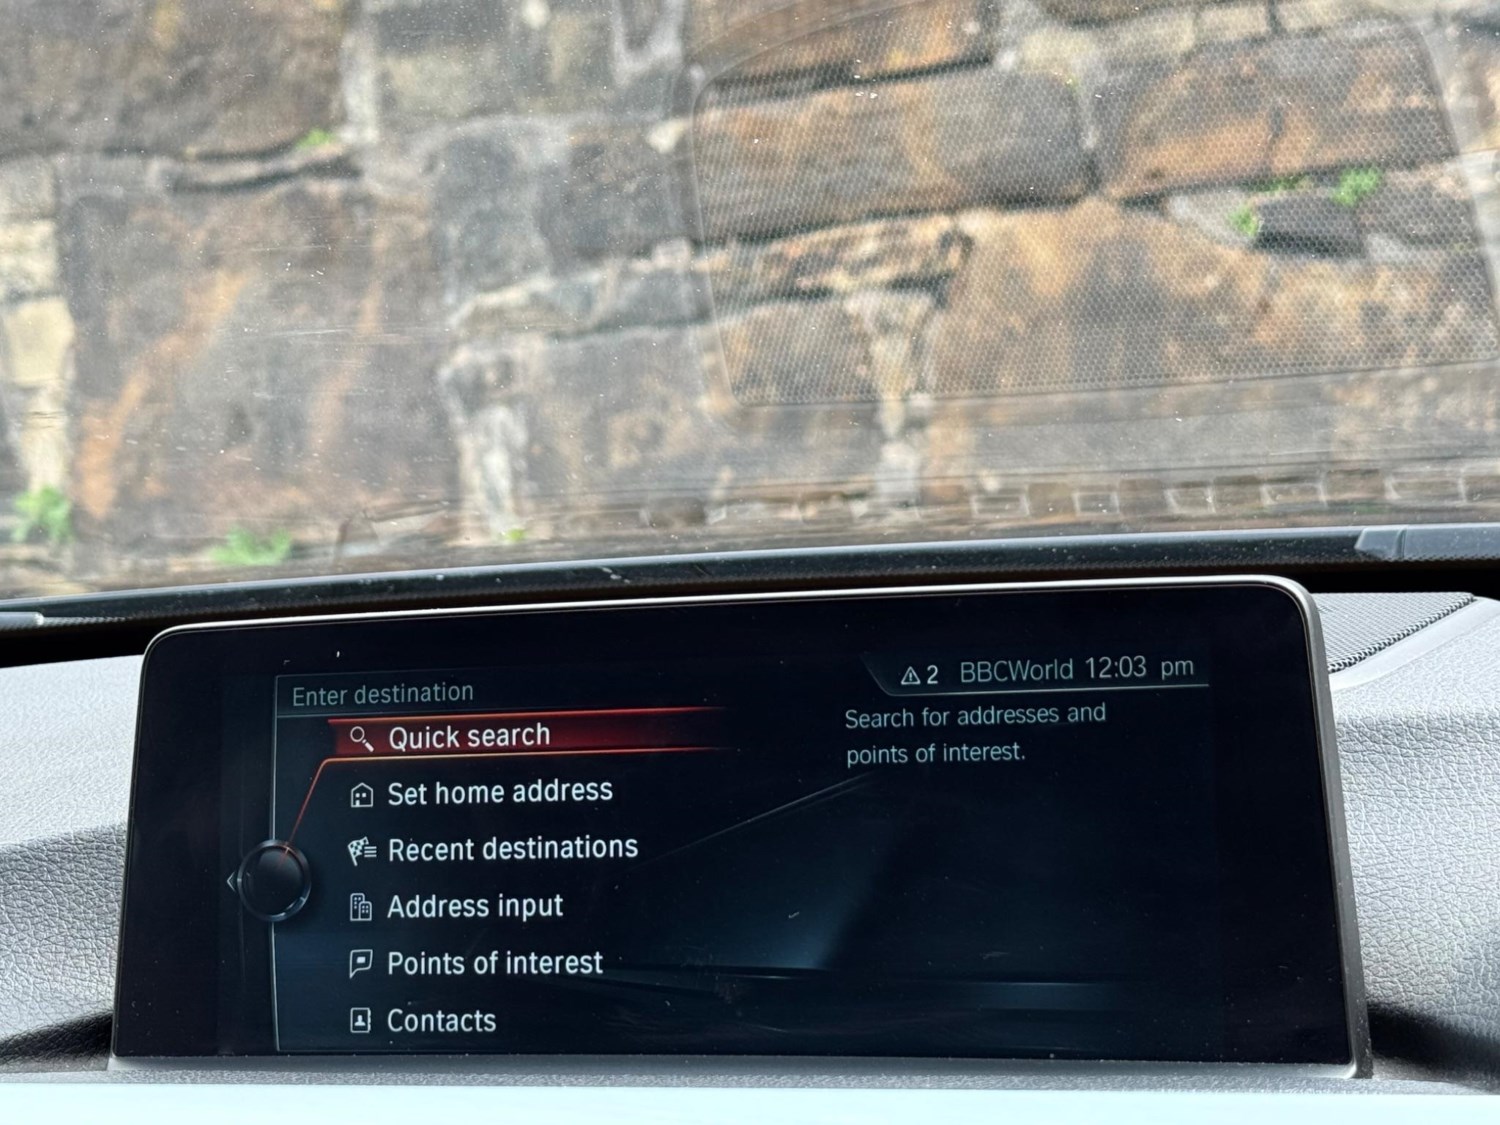 Enter destination
2 BBCWorld 12:03 pm
Quick search
Set home address
Recent destinations
Address input
Points of interest
Contacts
Search for addresses and
points of interest.